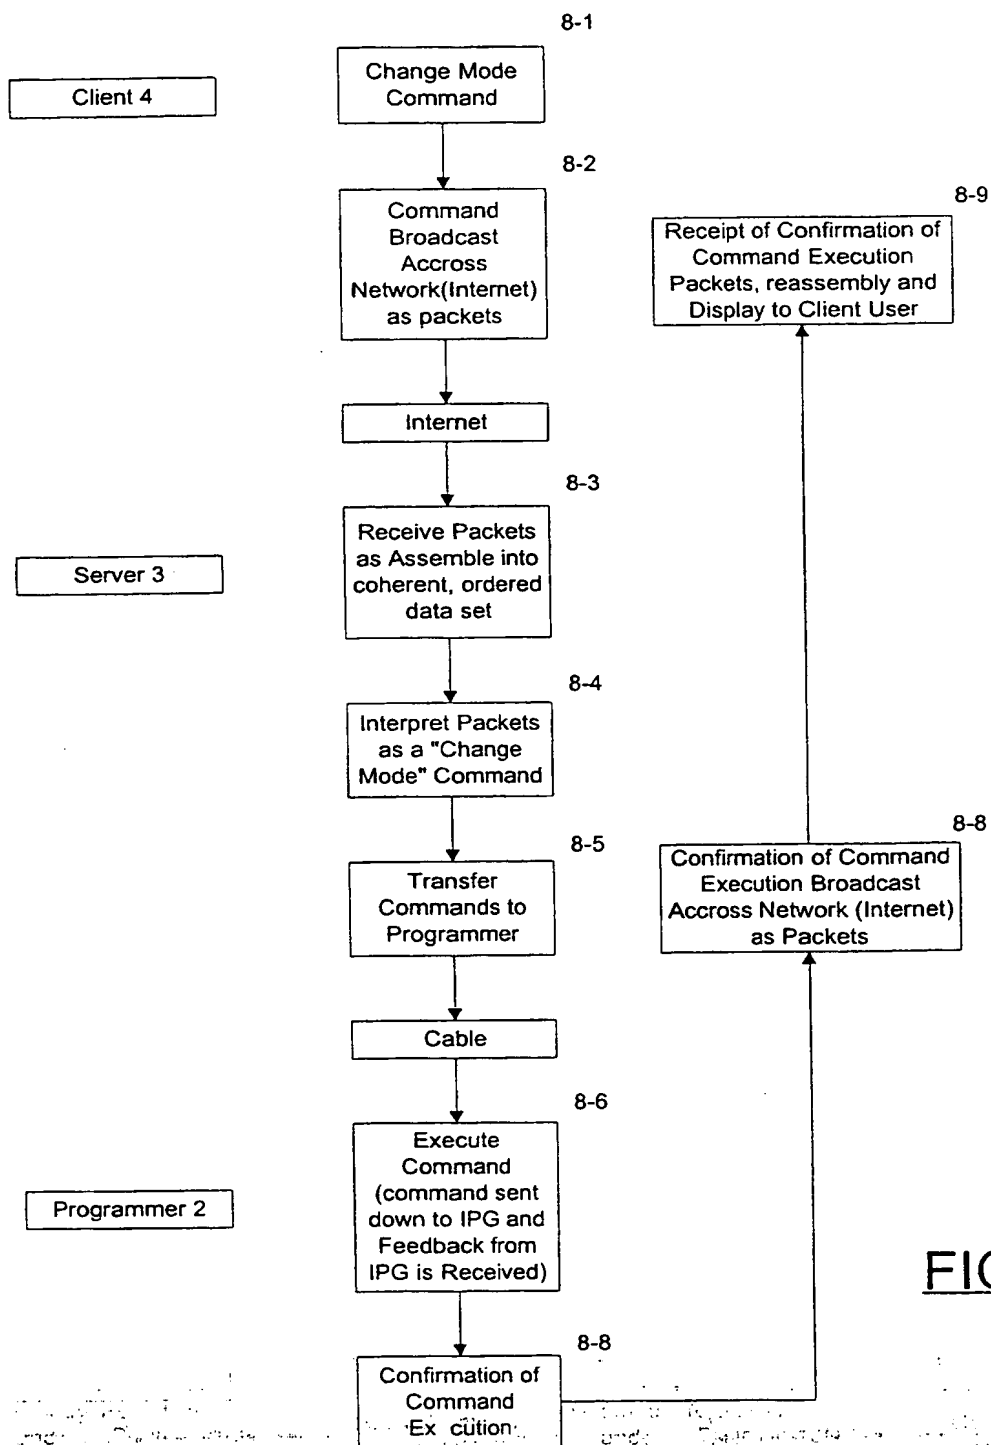 8-1
Client 4
Change Mode
Command
8-2
Command
Broadcast
Accross
Network(Internet)
as packets
8-9
Receipt of Confirmation of
Command Execution
Packets, reassembly and
Display to Client User
Internet
8-3
Server 3
Receive Packets
as Assemble into
coherent, ordered
data set
8-4
Interpret Packets
as a "Change
Mode" Command
8-5
Transfer
Commands to
Programmer
8-8
Confirmation of Command
Execution Broadcast
Accross Network (Internet)
as Packets
Cable
8-6
Programmer 2
Execute
Command
(command sent
down to IPG and
Feedback from
IPG is Received)
FIG
8-8
Confirmation of
Command
Ex cution